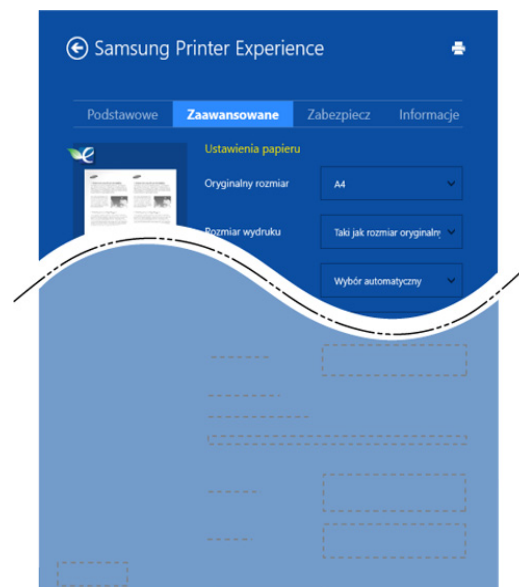 Samsung Printer Experience
Podstawowe Zaawansowane Zabezpiecz Informacje
Ustawienia papieru
Oryginalny rozmiar A4
Rozmiar wydruku Taki jak rozmiar oryginalny
Wybór automatyczny